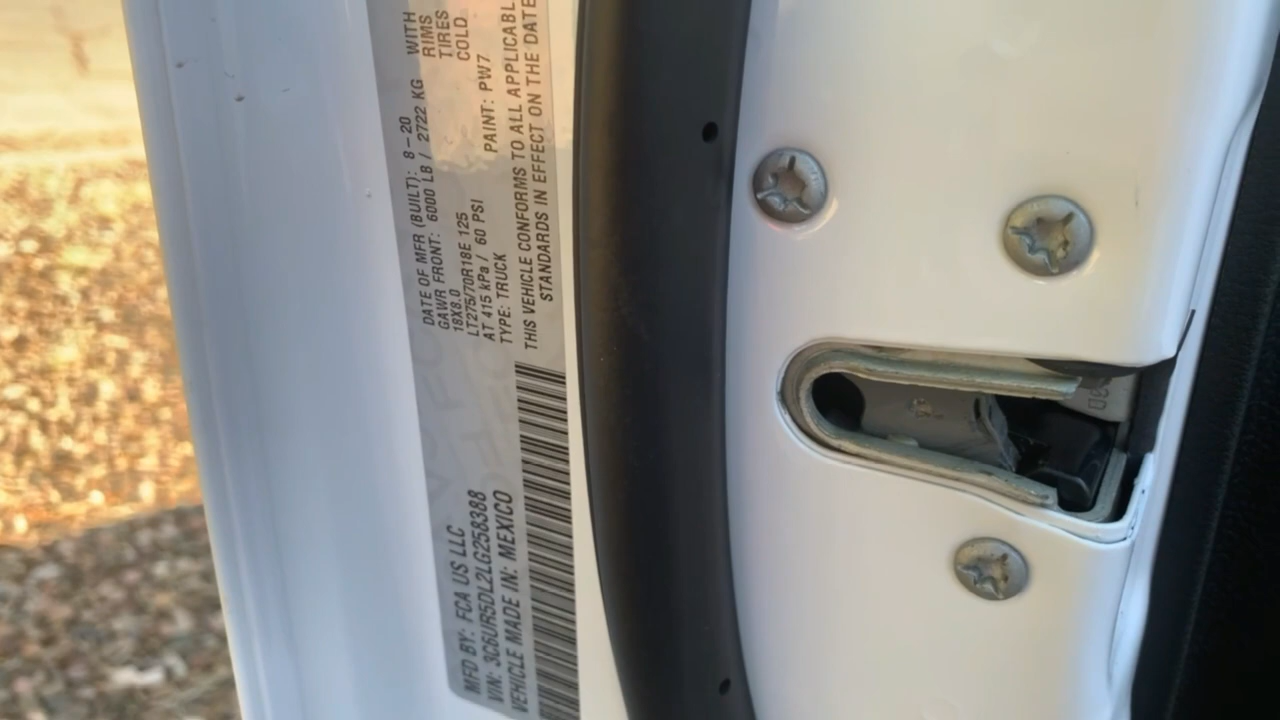 MFD BY: FCA US LLC
DATE OF MFR (BUILT): 8-20
GAWR FRONT: 6000 LB / 2722 KG
WITH
18X8.0
RIMS
LT275/70R18E 125
TIRES
AT 415 kPa / 60 PSI
COLD
VIN: 3C6UR5DL2LG258388
TYPE: TRUCK
PAINT: PW7
VEHICLE MADE IN: MEXICO
THIS VEHICLE CONFORMS TO ALL
STANDARDS IN EFFECT ON THE DATE